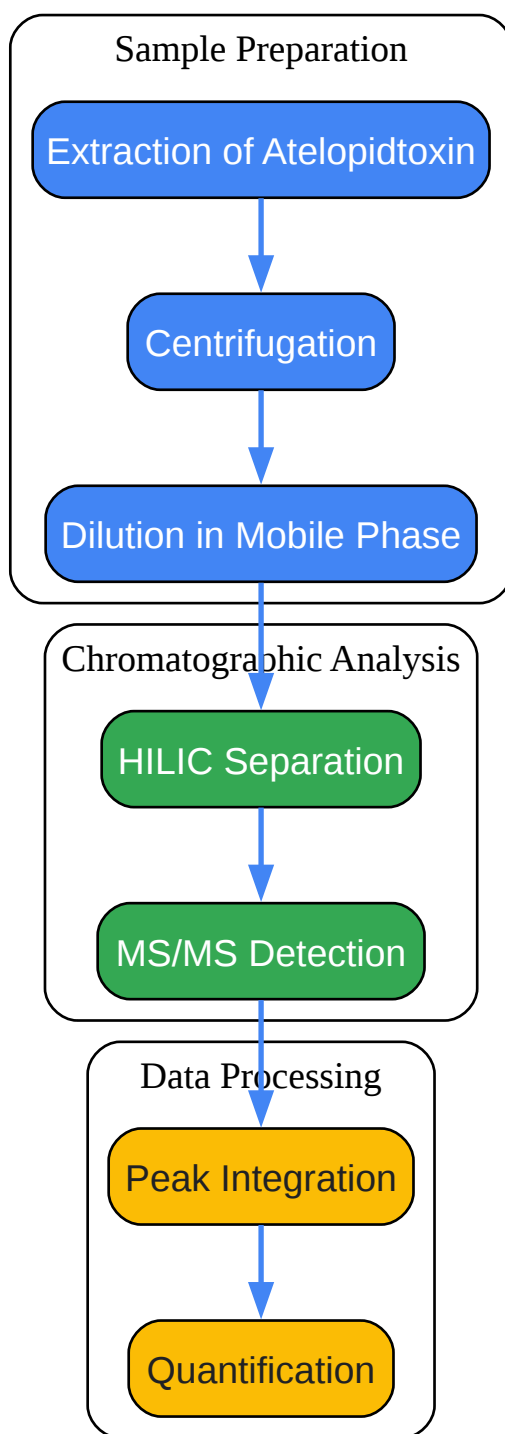 Sample Preparation
Extraction of Atelopidtoxin
Centrifugation
Dilution in Mobile Phase
Chromatographic Analysis
HILIC Separation
MS/MS Detection
Data Processing
Peak Integration
Quantification